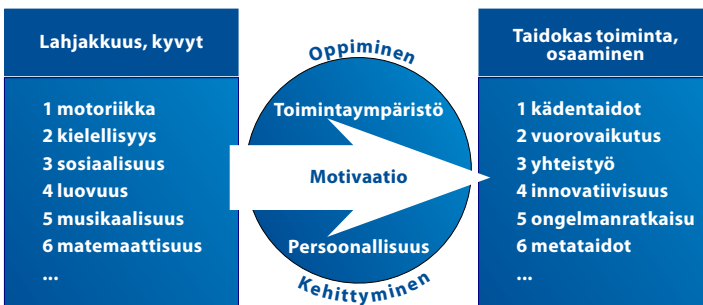 Lahjakkuus, kyvyt
1 motoriikka
2 kielellisyys
3 sosiaalisuus
4 luovuus
5 musikaalisuus
6 matemaattisuus
...
Oppiminen
Toimintaympäristö
Motivaatio
Persoonallisuus
Kehittyminen
Taidokas toiminta,
osaaminen
1 kädentaidot
2 vuorovaikutus
3 yhteistyö
4 innovatiivisuus
5 ongelmanratkaisu
6 metataidot
...